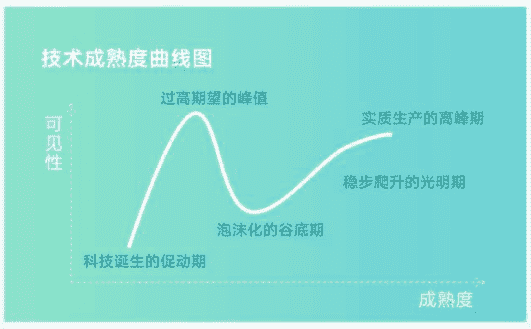 技术成熟度曲线图
过高期望的峰值
实质生产的高峰期
可见性
稳步爬升的光明期
泡沫化的谷底期
科技诞生的促动期
成熟度